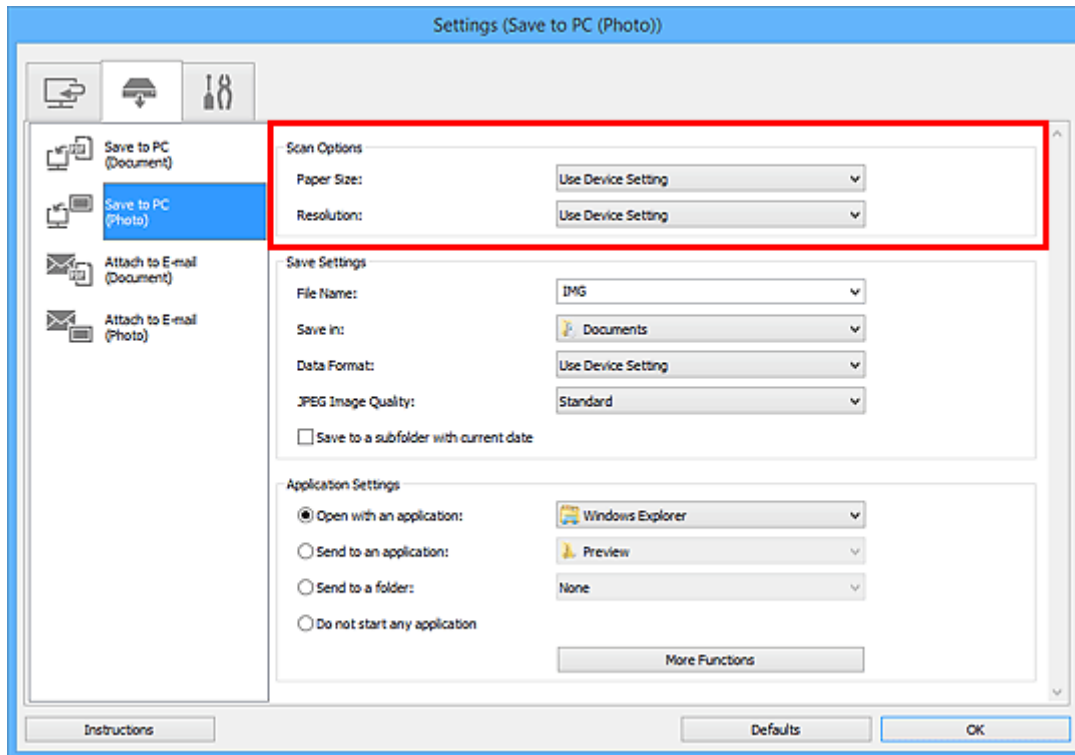 Settings (Save to PC (Photo))
Save to PC
(Document)
Save to PC
(Photo)
Attach to E-mail
(Document)
Attach to E-mail
(Photo)
Scan Options
Paper Size: Use Device Setting
Resolution: Use Device Setting
Save Settings
File Name: IMG
Save in: Documents
Data Format: Use Device Setting
JPEG Image Quality: Standard
Save to a subfolder with current date
Application Settings
Open with an application: Windows Explorer
Send to an application: Preview
Send to a folder: None
Do not start any application
More Functions
Instructions Defaults OK